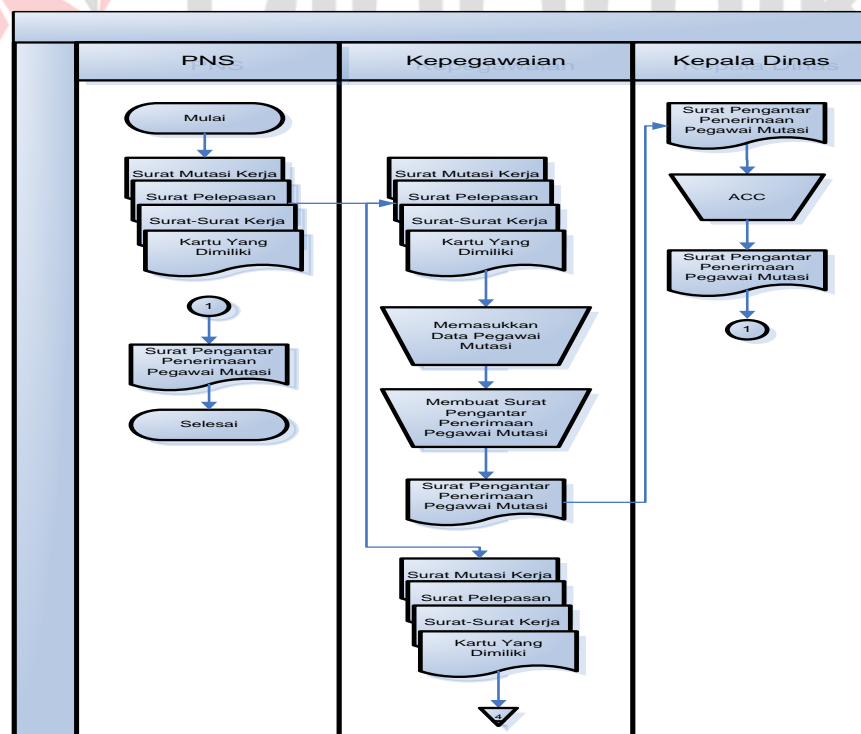 PNS
Kepegawaian
Kepala Dinas
Mulai
Surat Mutasi Kerja
Surat Pelepasan
Surat-Surat Kerja
Kartu Yang
Dimiliki
1
Surat Pengantar
Penerimaan
Pegawai Mutasi
Selesai
Surat Mutasi Kerja
Surat Pelepasan
Surat-Surat Kerja
Kartu Yang
Dimiliki
Memasukkan
Data Pegawai
Mutasi
Membuat Surat
Pengantar
Penerimaan
Pegawai Mutasi
Surat Pengantar
Penerimaan
Pegawai Mutasi
Surat Mutasi Kerja
Surat Pelepasan
Surat-Surat Kerja
Kartu Yang
Dimiliki
4
Surat Pengantar
Penerimaan
Pegawai Mutasi
ACC
Surat Pengantar
Penerimaan
Pegawai Mutasi
1